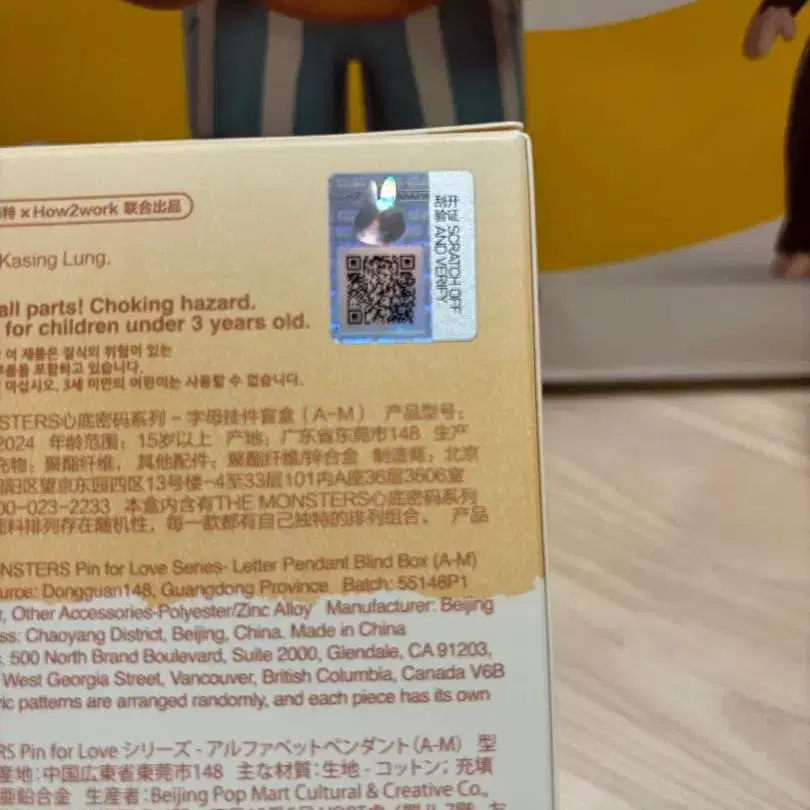 特 x How2work 联合出品
Kasing Lung.
all parts! Choking hazard.
for children under 3 years old.
이 제품은 질식의 위험이 있는
부품을 포함하고 있습니다.
마십시오. 3세 미만의 어린이는 사용할 수 없습니다.
刮开
验证
SCRATCH OFF
AND VERIFY
NSTERS心底密码系列 - 字母挂件盲盒（A-M） 产品型号：
2024 年龄范围：15岁以上 产地：广东省东莞市148 生产
充物：聚酯纤维， 其他配件：聚酯纤维/锌合金 制造商：北京
阳区望京东园四区13号楼-4至33层101内A座36层3606室
00-023-2233 本盒内含有THE MONSTERS心底密码系列
面料排列存在随机性，每一款都有自己独特的排列组合、 产品
NSTERS Pin for Love Series- Letter Pendant Blind Box (A-M)
urce: Dongguan148, Guangdong Province Batch: 55148P1
r, Other Accessories-Polyester/Zinc Alloy Manufacturer: Beijing
ss: Chaoyang District, Beijing, China. Made in China
500 North Brand Boulevard, Suite 2000, Glendale, CA 91203,
West Georgia Street, Vancouver, British Columbia, Canada V6B
ric patterns are arranged randomly, and each piece has its own
RS Pin for Love シリーズ - アルファベットペンダント (A-M) 型
産地：中国広東省東莞市148 主な材質：生地 - コットン；充填
亜鉛合金 生産者：Beijing Pop Mart Cultural & Creative Co.,